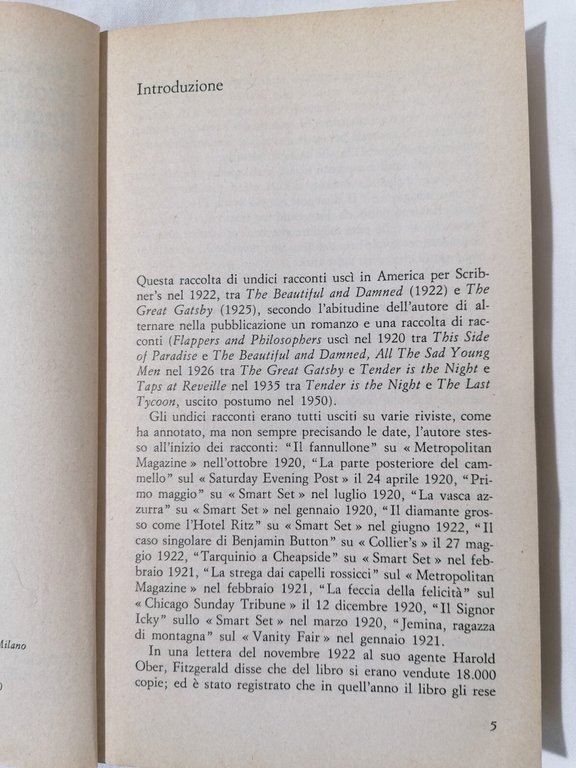 Introduzione
Questa raccolta di undici racconti uscì in America per Scrib-
ner's nel 1922, tra The Beautiful and Damned (1922) e The
Great Gatsby (1925), secondo l'abitudine dell'autore di al-
ternare nella pubblicazione un romanzo e una raccolta di rac-
conti (Flappers and Philosophers uscì nel 1920 tra This Side
of Paradise e The Beautiful and Damned, All The Sad Young
Men nel 1926 tra The Great Gatsby e Tender is the Night e
Taps at Reveille nel 1935 tra Tender is the Night e The Last
Tycoon, uscito postumo nel 1950).
Gli undici racconti erano tutti usciti su varie riviste, come
ha annotato, ma non sempre precisando le date, l'autore stes-
so all'inizio dei racconti: "Il fannullone" su « Metropolitan
Magazine » nell'ottobre 1920, "La parte posteriore del cam-
mello" sul « Saturday Evening Post » il 24 aprile 1920, "Pri-
mo maggio" su « Smart Set » nel luglio 1920, "La vasca az-
zurra" su « Smart Set » nel gennaio 1920, "Il diamante gros-
so come l'Hotel Ritz" su « Smart Set » nel giugno 1922, "Il
caso singolare di Benjamin Button" su « Collier's » il 27 mag-
gio 1922, "Tarquinio a Cheapside" su « Smart Set » nel feb-
braio 1921, "La strega dai capelli rossicci" sul « Metropolitan
Magazine » nel febbraio 1921, "La feccia della felicità" sul
« Chicago Sunday Tribune » il 12 dicembre 1920, "Il Signor
Icky" sullo « Smart Set » nel marzo 1920, "Jemina, ragazza
di montagna" sul « Vanity Fair » nel gennaio 1921.
In una lettera del novembre 1922 al suo agente Harold
Ober, Fitzgerald disse che del libro si erano vendute 18.000
copie; ed è stato registrato che in quell'anno il libro gli rese
5
Milano